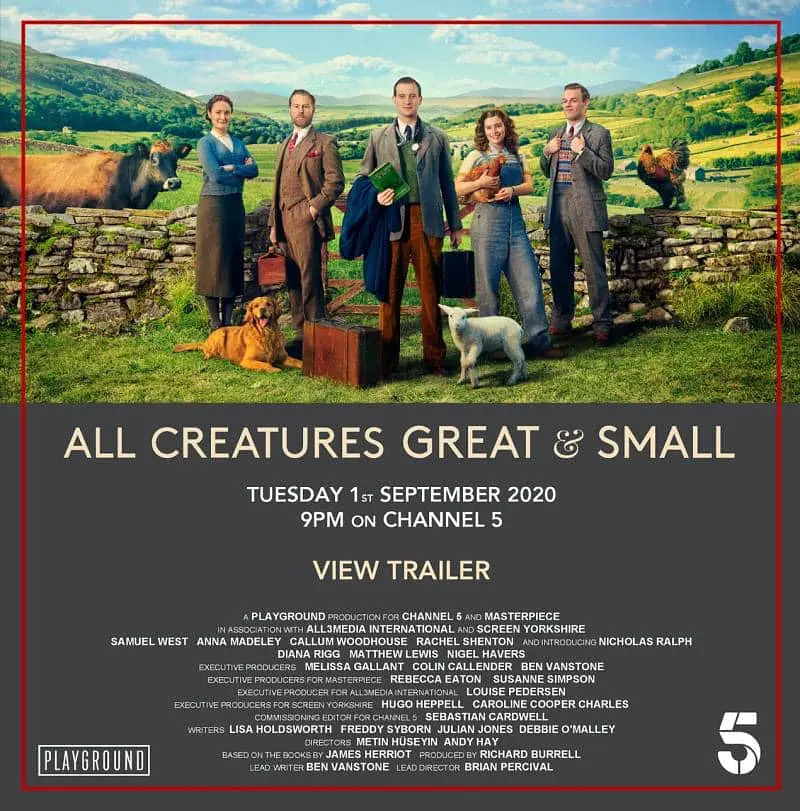 ALL CREATURES GREAT & SMALL
TUESDAY 1ST SEPTEMBER 2020
9PM ON CHANNEL 5
VIEW TRAILER
A PLAYGROUND PRODUCTION FOR CHANNEL 5 AND MASTERPIECE
IN ASSOCIATION WITH ALL3MEDIA INTERNATIONAL AND SCREEN YORKSHIRE
SAMUEL WEST ANNA MADELEY CALLUM WOODHOUSE RACHEL SHENTON AND INTRODUCING NICHOLAS RALPH
DIANA RIGG MATTHEW LEWIS NIGEL HAVERS
EXECUTIVE PRODUCERS MELISSA GALLANT COLIN CALLENDER BEN VANSTONE
EXECUTIVE PRODUCERS FOR MASTERPIECE REBECCA EATON SUSANNE SIMPSON
EXECUTIVE PRODUCER FOR ALL3MEDIA INTERNATIONAL LOUISE PEDERSEN
EXECUTIVE PRODUCERS FOR SCREEN YORKSHIRE HUGO HEPPELL CAROLINE COOPER CHARLES
COMMISSIONING EDITOR FOR CHANNEL 5 SEBASTIAN CARDWELL
WRITERS LISA HOLDSWORTH FREDDY SYBORN JULIAN JONES DEBBIE O'MALLEY
DIRECTORS METIN HÜSEYIN ANDY HAY
BASED ON THE BOOKS BY JAMES HERRIOT PRODUCED BY RICHARD BURRELL
LEAD WRITER BEN VANSTONE LEAD DIRECTOR BRIAN PERCIVAL
PLAYGROUND
5